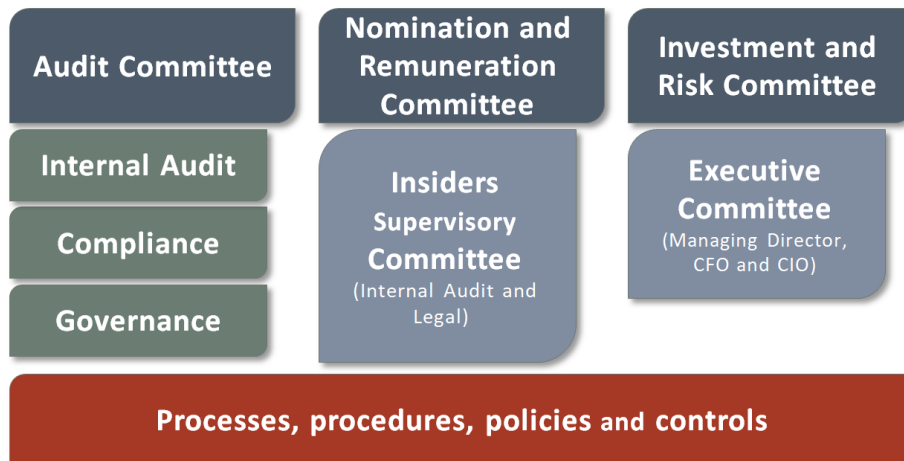 Audit Committee
Nomination and
Remuneration
Committee
Investment and
Risk Committee
Internal Audit
Compliance
Governance
Insiders
Supervisory
Committee
(Internal Audit and
Legal)
Executive
Committee
(Managing Director,
CFO and CIO)
Processes, procedures, policies and controls